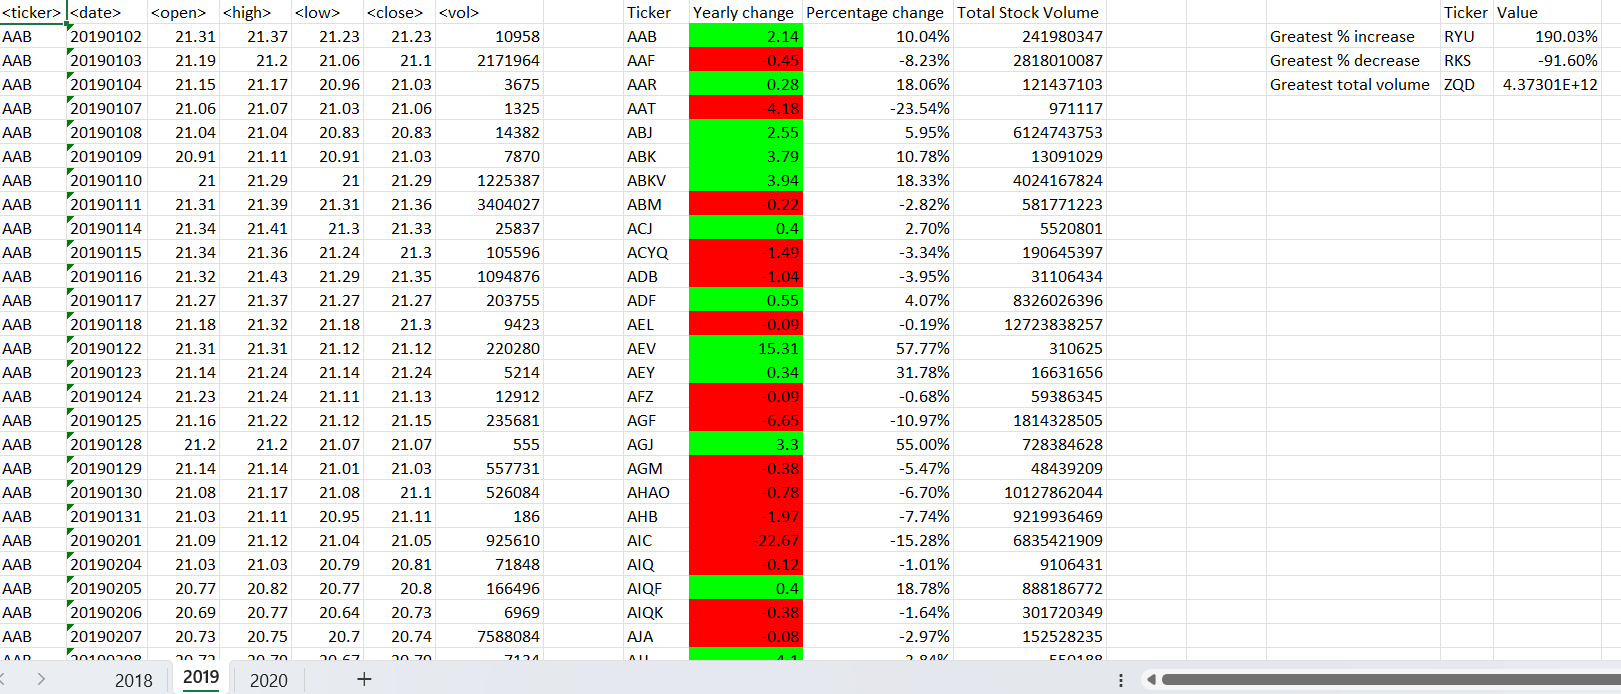 <ticker> <date> <open> <high> <low> <close> <vol> Ticker Yearly change Percentage change Total Stock Volume Ticker Value
AAB 20190102 21.31 21.37 21.23 21.23 10958 AAB 2.14 10.04% 241980347 Greatest % increase RYU 190.03%
AAB 20190103 21.19 21.2 21.06 21.1 2171964 AAF -0.45 -8.23% 2818010087 Greatest % decrease RKS -91.60%
AAB 20190104 21.15 21.17 20.96 21.03 3675 AAR 0.28 18.06% 121437103 Greatest total volume ZQD 4.37301E+12
AAB 20190107 21.06 21.07 21.03 21.06 1325 AAT -4.18 -23.54% 971117
AAB 20190108 21.04 21.04 20.83 20.83 14382 ABJ 2.55 5.95% 6124743753
AAB 20190109 20.91 21.11 20.91 21.03 7870 ABK 3.79 10.78% 13091029
AAB 20190110 21 21.29 21 21.29 1225387 ABKV 3.94 18.33% 4024167824
AAB 20190111 21.31 21.39 21.31 21.36 3404027 ABM -0.22 -2.82% 581771223
AAB 20190114 21.34 21.41 21.3 21.33 25837 ACJ 0.4 2.70% 5520801
AAB 20190115 21.34 21.36 21.24 21.3 105596 ACYQ -1.49 -3.34% 190645397
AAB 20190116 21.32 21.43 21.29 21.35 1094876 ADB -1.04 -3.95% 31106434
AAB 20190117 21.27 21.37 21.27 21.27 203755 ADF 0.55 4.07% 8326026396
AAB 20190118 21.18 21.32 21.18 21.3 9423 AEL -0.09 -0.19% 12723838257
AAB 20190122 21.31 21.31 21.12 21.12 220280 AEV 15.31 57.77% 310625
AAB 20190123 21.14 21.24 21.14 21.24 5214 AEY 0.34 31.78% 16631656
AAB 20190124 21.23 21.24 21.11 21.13 12912 AFZ -0.09 -0.68% 59386345
AAB 20190125 21.16 21.22 21.12 21.15 235681 AGF -6.65 -10.97% 1814328505
AAB 20190128 21.2 21.2 21.07 21.07 555 AGJ 3.3 55.00% 728384628
AAB 20190129 21.14 21.14 21.01 21.03 557731 AGM -0.38 -5.47% 48439209
AAB 20190130 21.08 21.17 21.08 21.1 526084 AHAO -0.78 -6.70% 10127862044
AAB 20190131 21.03 21.11 20.95 21.11 186 AHB -1.97 -7.74% 9219936469
AAB 20190201 21.09 21.12 21.04 21.05 925610 AIC -22.67 -15.28% 6835421909
AAB 20190204 21.03 21.03 20.79 20.81 71848 AIQ -0.12 -1.01% 9106431
AAB 20190205 20.77 20.82 20.77 20.8 166496 AIQF 0.4 18.78% 888186772
AAB 20190206 20.69 20.77 20.64 20.73 6969 AIQK -0.38 -1.64% 301720349
AAB 20190207 20.73 20.75 20.7 20.74 7588084 AJA -0.08 -2.97% 152528235
2018 2019 2020